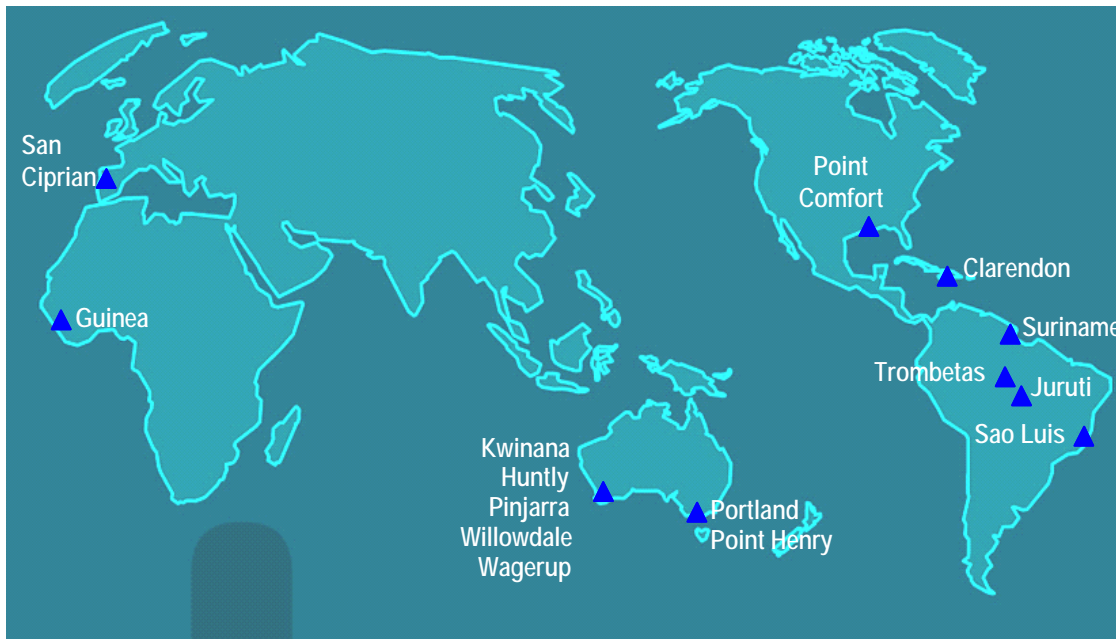 San
Ciprian
Point
Comfort
Clarendon
Guinea
Suriname
Trombetas
Juruti
Sao Luis
Kwinana
Huntly
Pinjarra
Willowdale
Wagerup
Portland
Point Henry